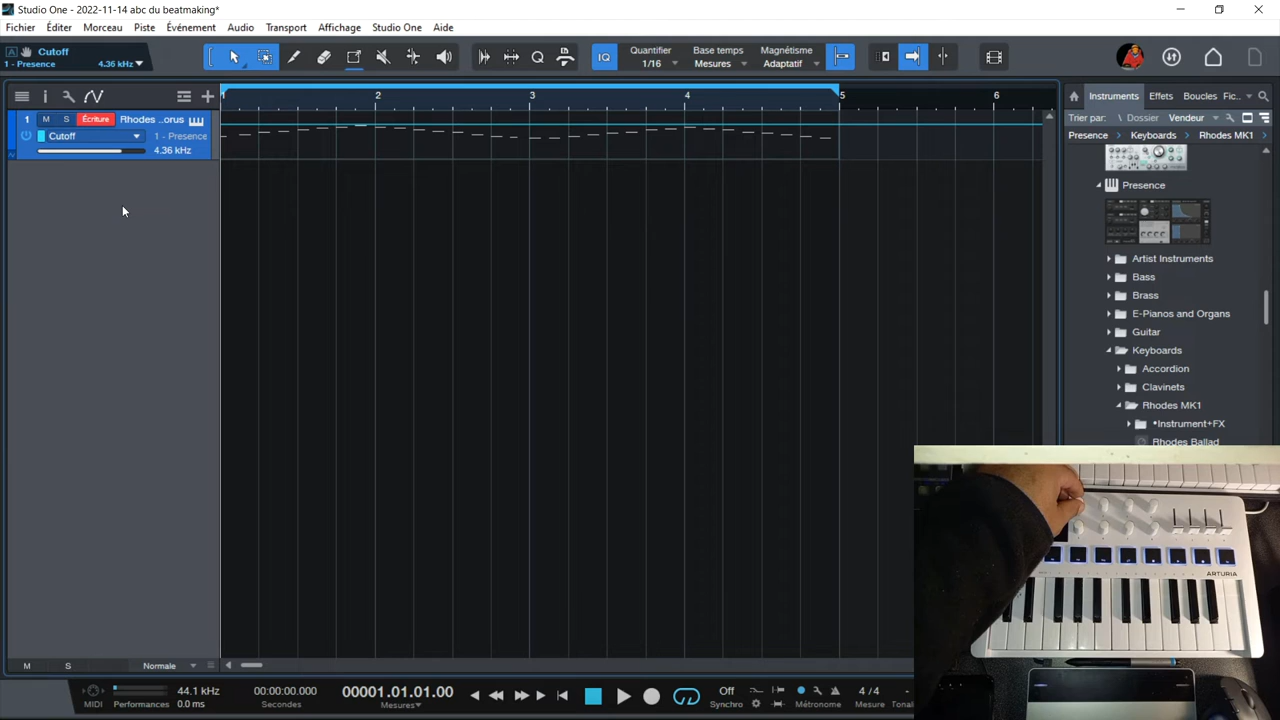 Studio One - 2022-11-14 abc du beatmaking*
Fichier Éditer Morceau Piste Événement Audio Transport Affichage Studio One Aide
A Cutoff
1 - Presence 4.36 kHz
IQ
Quantifier
1/16
Base temps
Mesures
Magnétisme
Adaptatif
1 2 3 4 5 6
1 M S Écriture Rhodes ..orus
Cutoff 1 - Presence
4.36 kHz
Instruments Effets Boucles Fic..
Trier par: Dossier Vendeur
Presence Keyboards Rhodes MK1
Presence
Artist Instruments
Bass
Brass
E-Pianos and Organs
Guitar
Keyboards
Accordion
Clavinets
Rhodes MK1
*Instrument+FX
Rhodes Ballad
ARTURIA
M S Normale
MIDI
44.1 kHz
Performances 0.0 ms
00:00:00.000
Secondes
00001.01.01.00
Mesures
Off
Synchro
Métronome
4 / 4
Mesure
-
Tonali